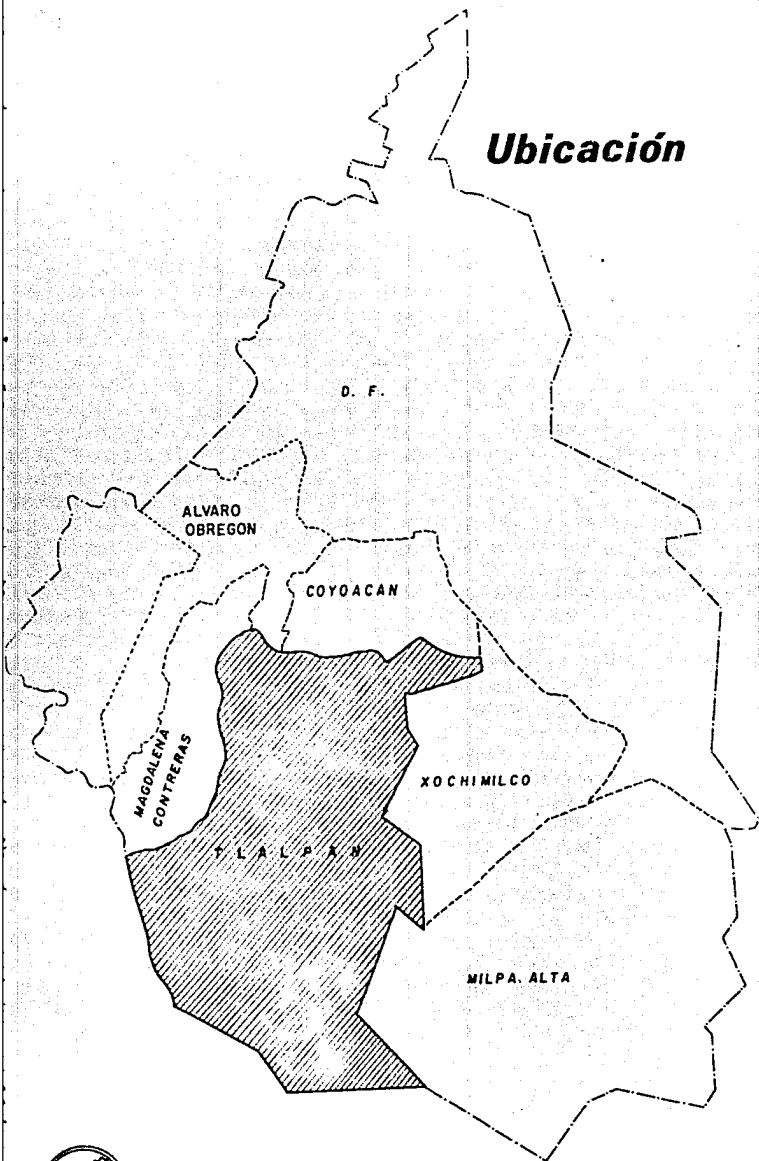 Ubicación
D. F.
ALVARO
OBREGON
COYOACAN
MAGDALENA
CONTRERAS
XOCHIMILCO
TLALPAN
MILPA. ALTA